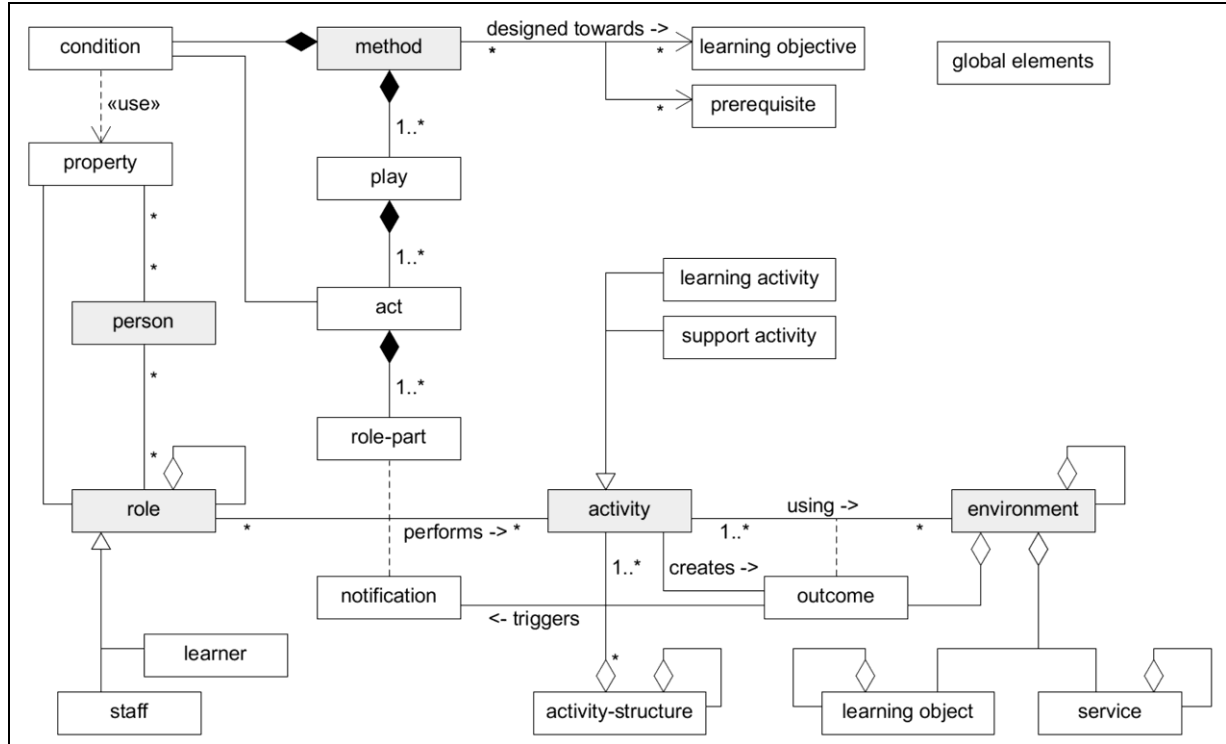 condition
method
designed towards ->
*
*
learning objective
global elements
*
prerequisite
«use»
1..*
property
play
*
1..*
*
learning activity
person
act
support activity
*
1..*
role-part
*
role
activity
using ->
environment
*
performs -> *
1..*
*
1..*
creates ->
notification
outcome
<- triggers
learner
*
staff
activity-structure
learning object
service